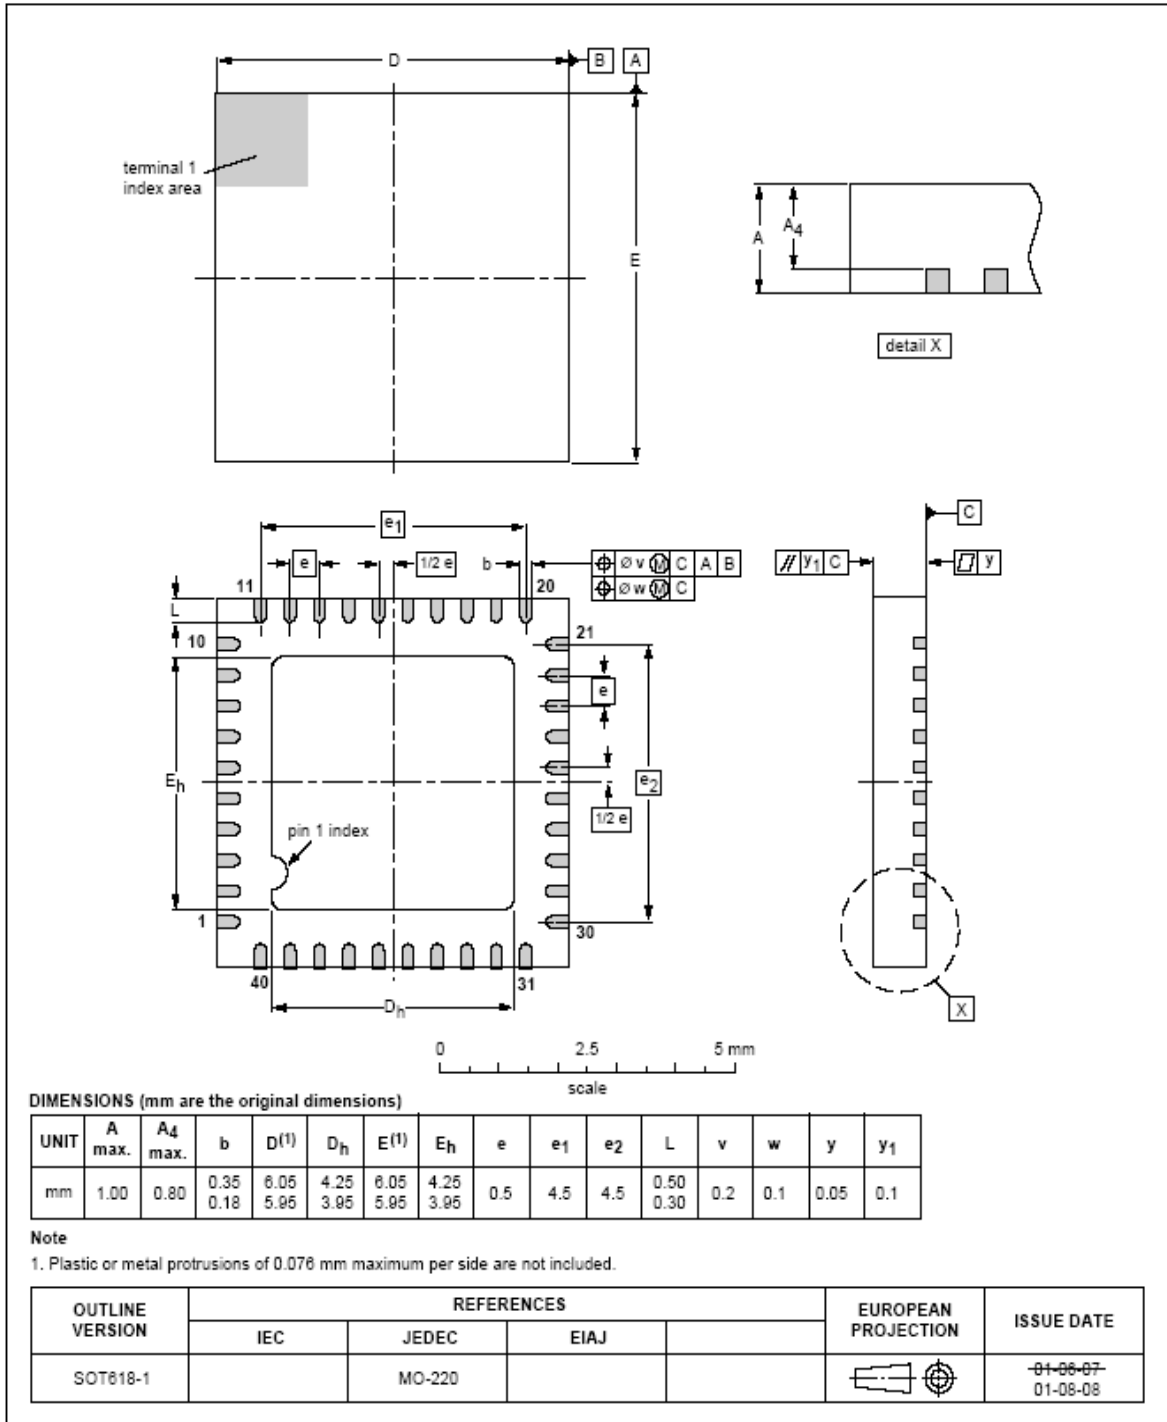 D
B
A
terminal 1
index area
E
A
A4
detail X
e1
e
1/2 e
b
⌖ ⌀ v Ⓜ C A B
⌖ ⌀ w Ⓜ C
11
20
L
10
21
e
Eh
e2
1/2 e
pin 1 index
1
30
40
31
Dh
// y1 C
C
▱ y
X
0 2.5 5 mm
scale
DIMENSIONS (mm are the original dimensions)
UNIT A max. A4 max. b D(1) Dh E(1) Eh e e1 e2 L v w y y1
mm 1.00 0.80 0.35 0.18 6.05 5.95 4.25 3.95 6.05 5.95 4.25 3.95 0.5 4.5 4.5 0.50 0.30 0.2 0.1 0.05 0.1
Note
1. Plastic or metal protrusions of 0.076 mm maximum per side are not included.
OUTLINE VERSION
REFERENCES
EUROPEAN PROJECTION
ISSUE DATE
IEC JEDEC EIAJ
SOT618-1
MO-220
01-06-07
01-08-08